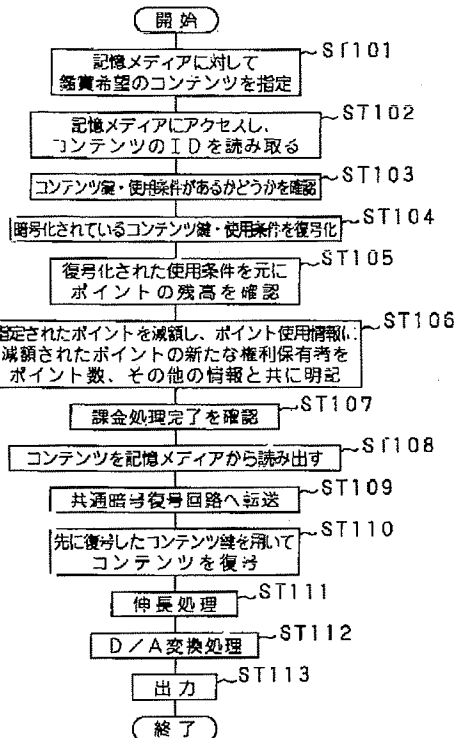 開始
ST101
記憶メディアに対して
鑑賞希望のコンテンツを指定
ST102
記憶メディアにアクセスし、
コンテンツのIDを読み取る
ST103
コンテンツ鍵・使用条件があるかどうかを確認
ST104
暗号化されているコンテンツ鍵・使用条件を復号化
ST105
復号化された使用条件を元に
ポイントの残高を確認
ST106
指定されたポイントを減額し、ポイント使用情報に
減額されたポイントの新たな権利保有者を
ポイント数、その他の情報と共に明記
ST107
課金処理完了を確認
ST108
コンテンツを記憶メディアから読み出す
ST109
共通暗号復号回路へ転送
ST110
先に復号したコンテンツ鍵を用いて
コンテンツを復号
ST111
伸長処理
ST112
D/A変換処理
ST113
出力
終了